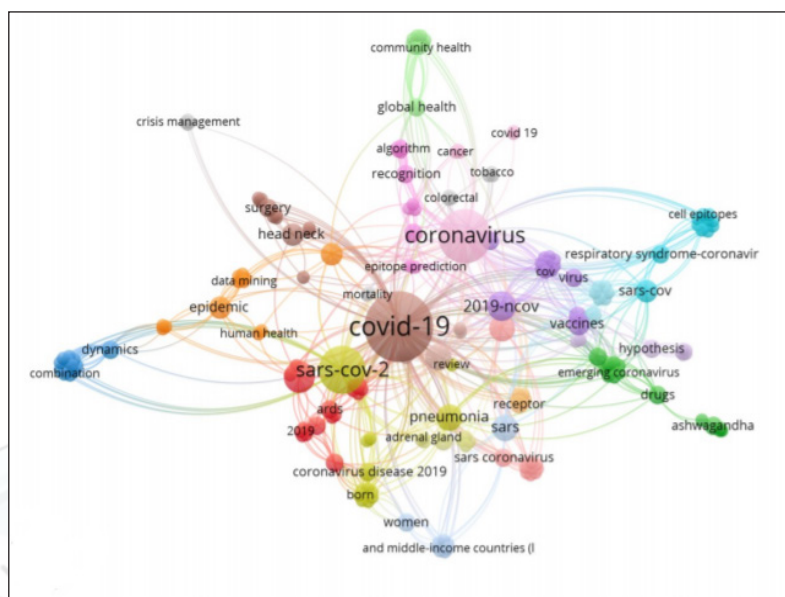 community health
global health
crisis management
covid 19
algorithm
cancer
recognition
tobacco
colorectal
surgery
cell epitopes
head neck
coronavirus
respiratory syndrome-coronavir
epitope prediction
cov
virus
data mining
mortality
sars-cov
epidemic
2019-ncov
covid-19
vaccines
human health
hypothesis
dynamics
combination
sars-cov-2
review
emerging coronavirus
drugs
ards
pneumonia
receptor
2019
adrenal gland
sars
ashwagandha
sars coronavirus
coronavirus disease 2019
born
women
and middle-income countries (l